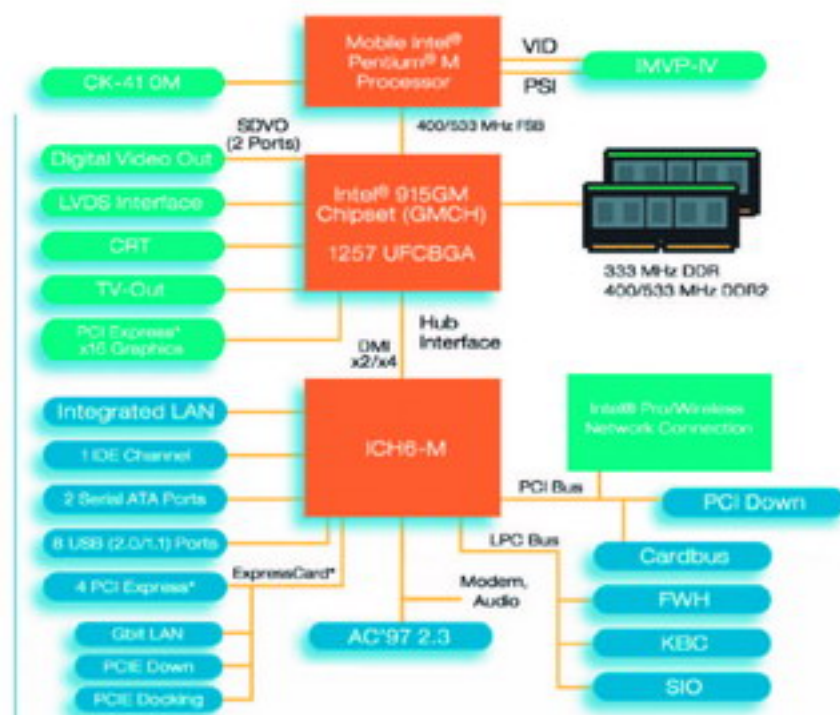 Mobile Intel®
Pentium® M
Processor
VID
PSI
IMVP-IV
CK-410M
SDVO
(2 Ports)
400/533 MHz FSB
Digital Video Out
LVDS Interface
CRT
TV-Out
PCI Express*
x16 Graphics
Intel® 915GM
Chipset (GMCH)
1257 UFCBGA
333 MHz DDR
400/533 MHz DDR2
DMI
x2/x4
Hub
Interface
Integrated LAN
1 IDE Channel
2 Serial ATA Ports
8 USB (2.0/1.1) Ports
4 PCI Express*
ExpressCard*
Gbit LAN
PCIE Down
PCIE Docking
ICH6-M
Intel® Pro/Wireless
Network Connection
PCI Bus
PCI Down
Cardbus
LPC Bus
FWH
KBC
SIO
Modem,
Audio
AC'97 2.3